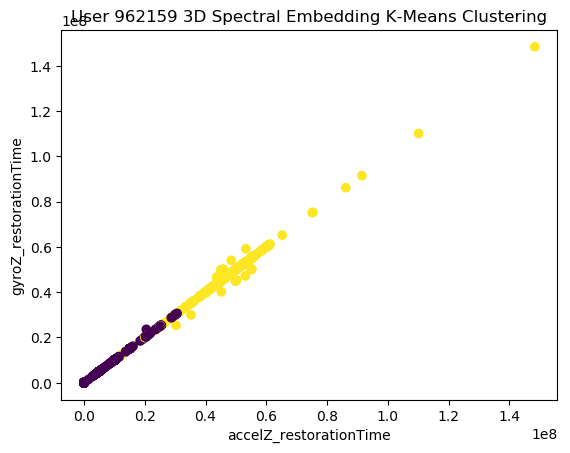 User 962159 3D Spectral Embedding K-Means Clustering
1e8
1.4
1.2
1.0
0.8
0.6
0.4
0.2
0.0
gyroZ_restorationTime
0.0 0.2 0.4 0.6 0.8 1.0 1.2 1.4
1e8
accelZ_restorationTime